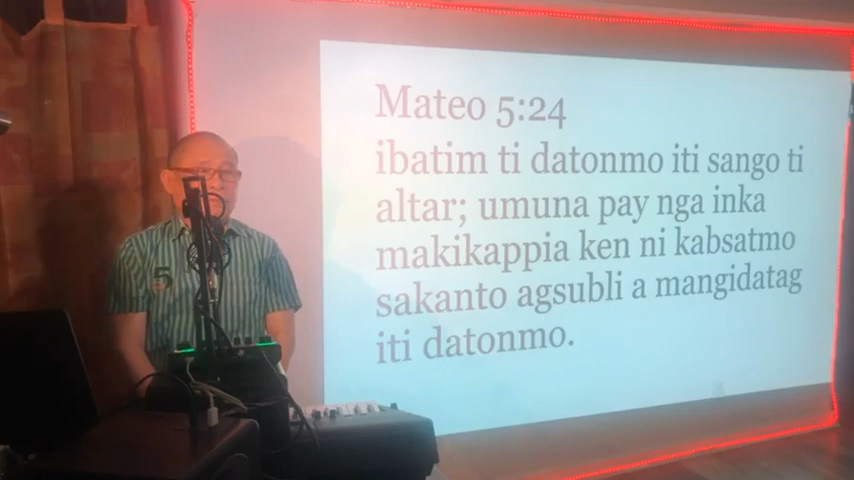 Mateo 5:24
ibatim ti datonmo iti sango ti
altar; umuna pay nga inka
makikappia ken ni kabsatmo
sakanto agsubli a mangidatag
iti datonmo.
5